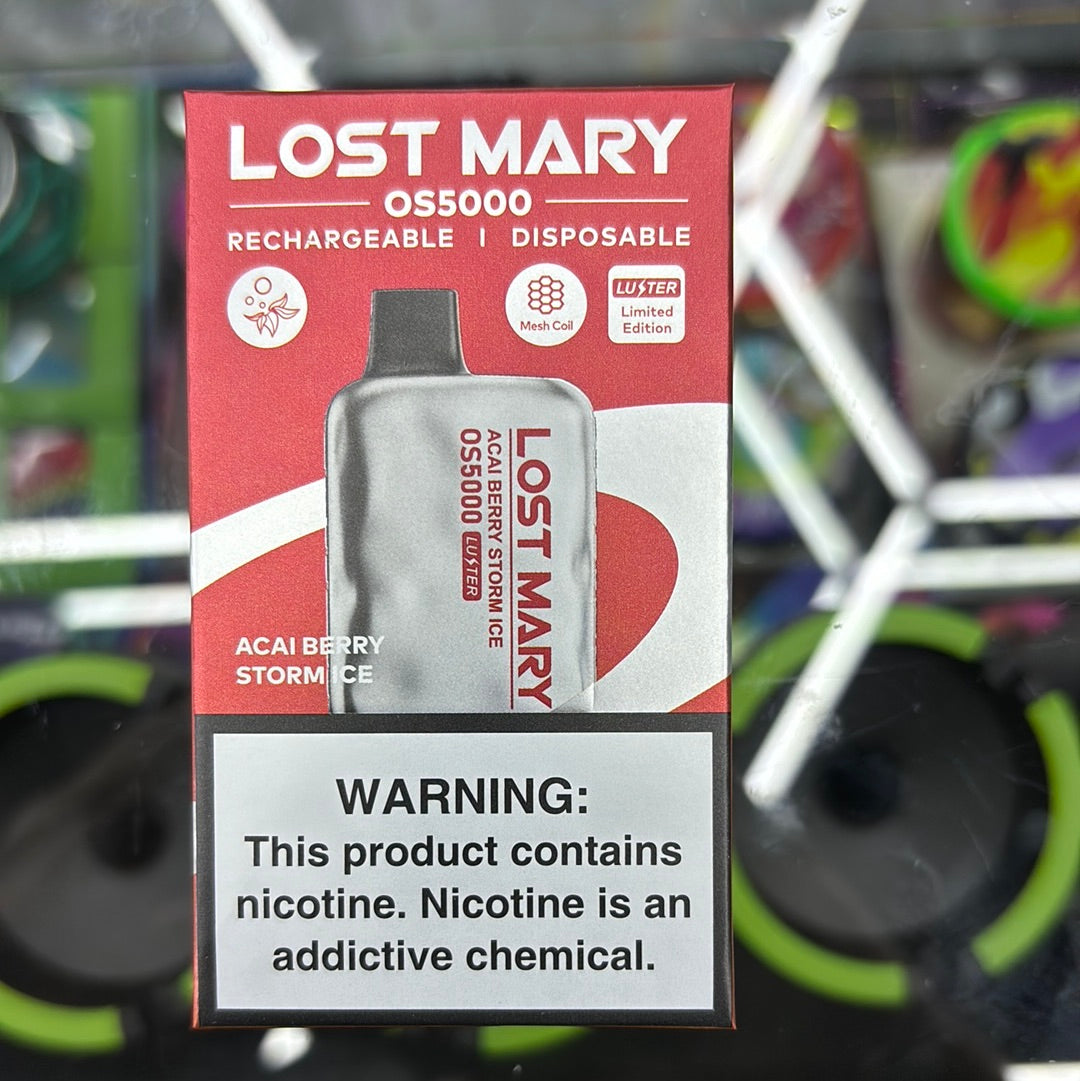 LOST MARY
OS5000
RECHARGEABLE | DISPOSABLE
Mesh Coil
LUSTER
Limited
Edition
LOST MARY
ACAI BERRY STORM ICE
OS5000 LUSTER
ACAI BERRY
STORM ICE
WARNING:
This product contains
nicotine. Nicotine is an
addictive chemical.